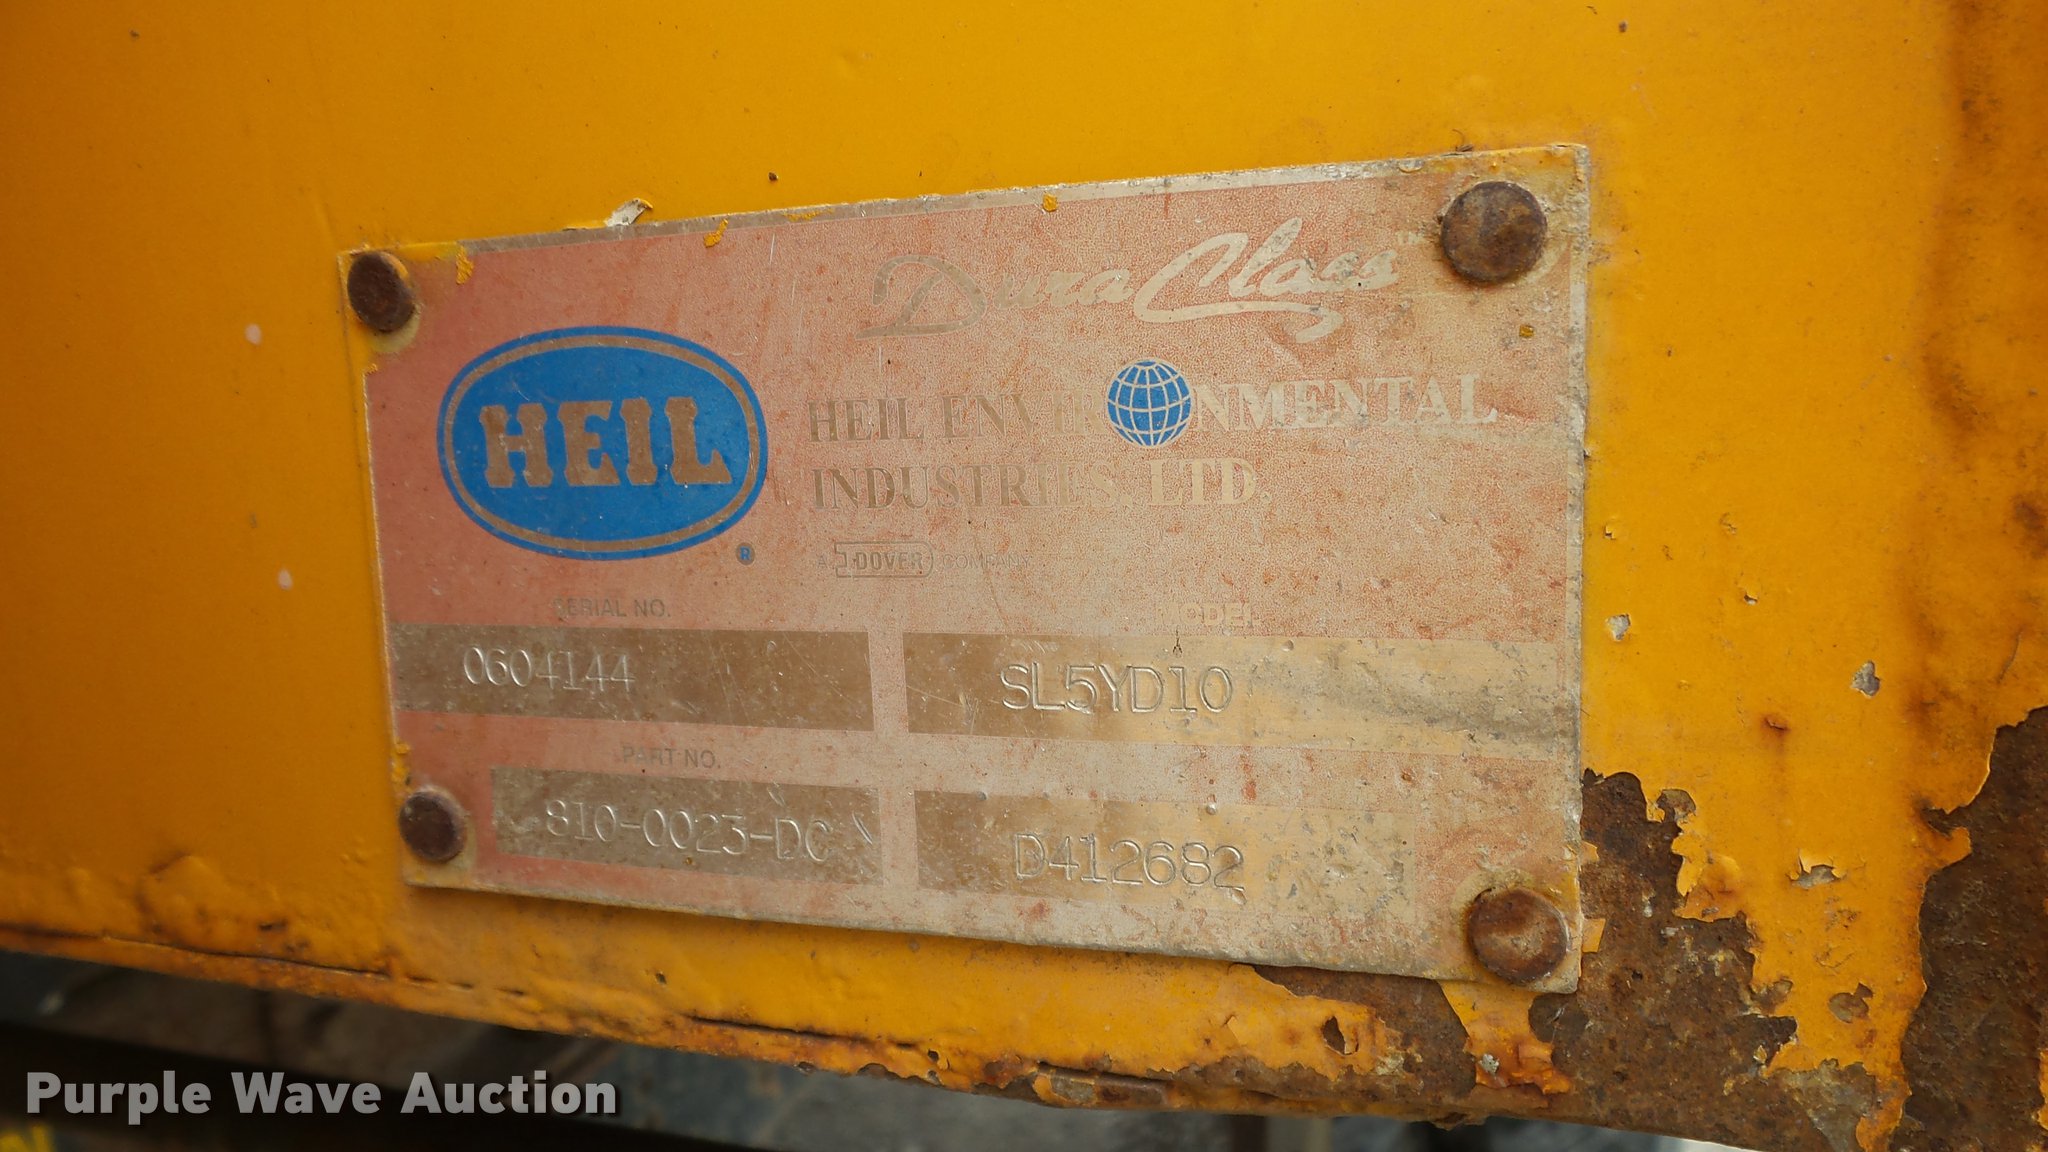 DuraClass™
HEIL
®
HEIL ENVIRONMENTAL
INDUSTRIES, LTD.
A DOVER COMPANY
SERIAL NO.
MODEL
0604144
SL5YD10
PART NO.
810-0023-DC
D412682
Purple Wave Auction